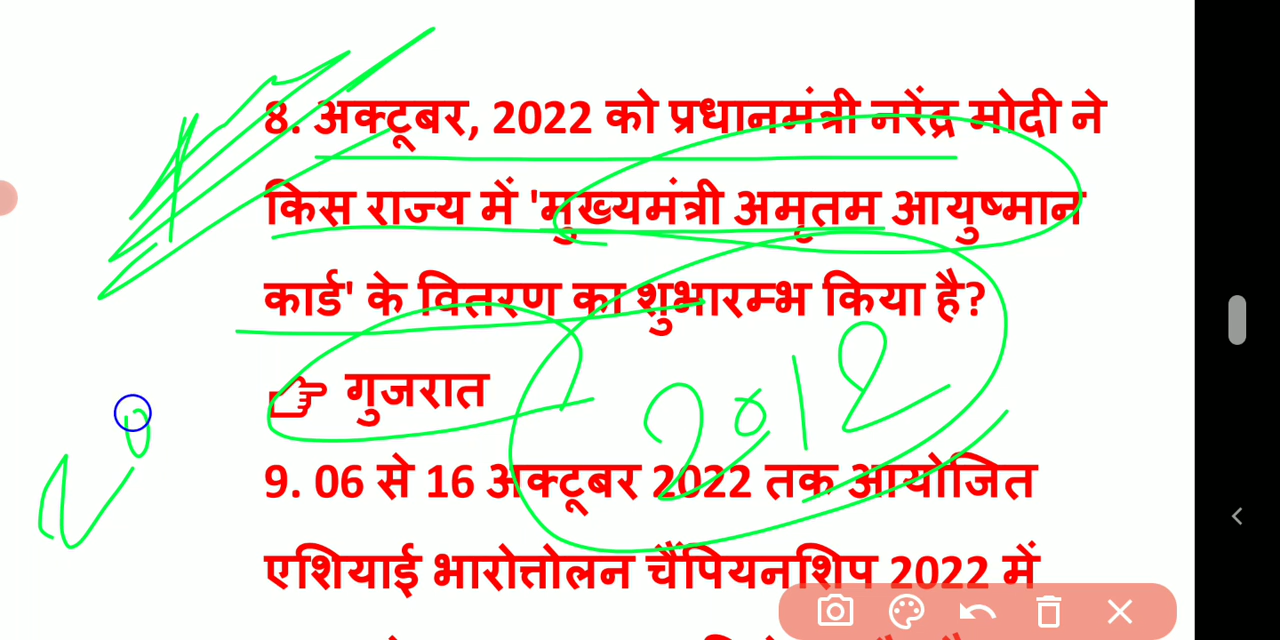 8. अक्टूबर, 2022 को प्रधानमंत्री नरेंद्र मोदी ने
किस राज्य में 'मुख्यमंत्री अमृतम आयुष्मान
कार्ड' के वितरण का शुभारम्भ किया है?
👉 गुजरात
2012
9. 06 से 16 अक्टूबर 2022 तक आयोजित
एशियाई भारोत्तोलन चैंपियनशिप 2022 में